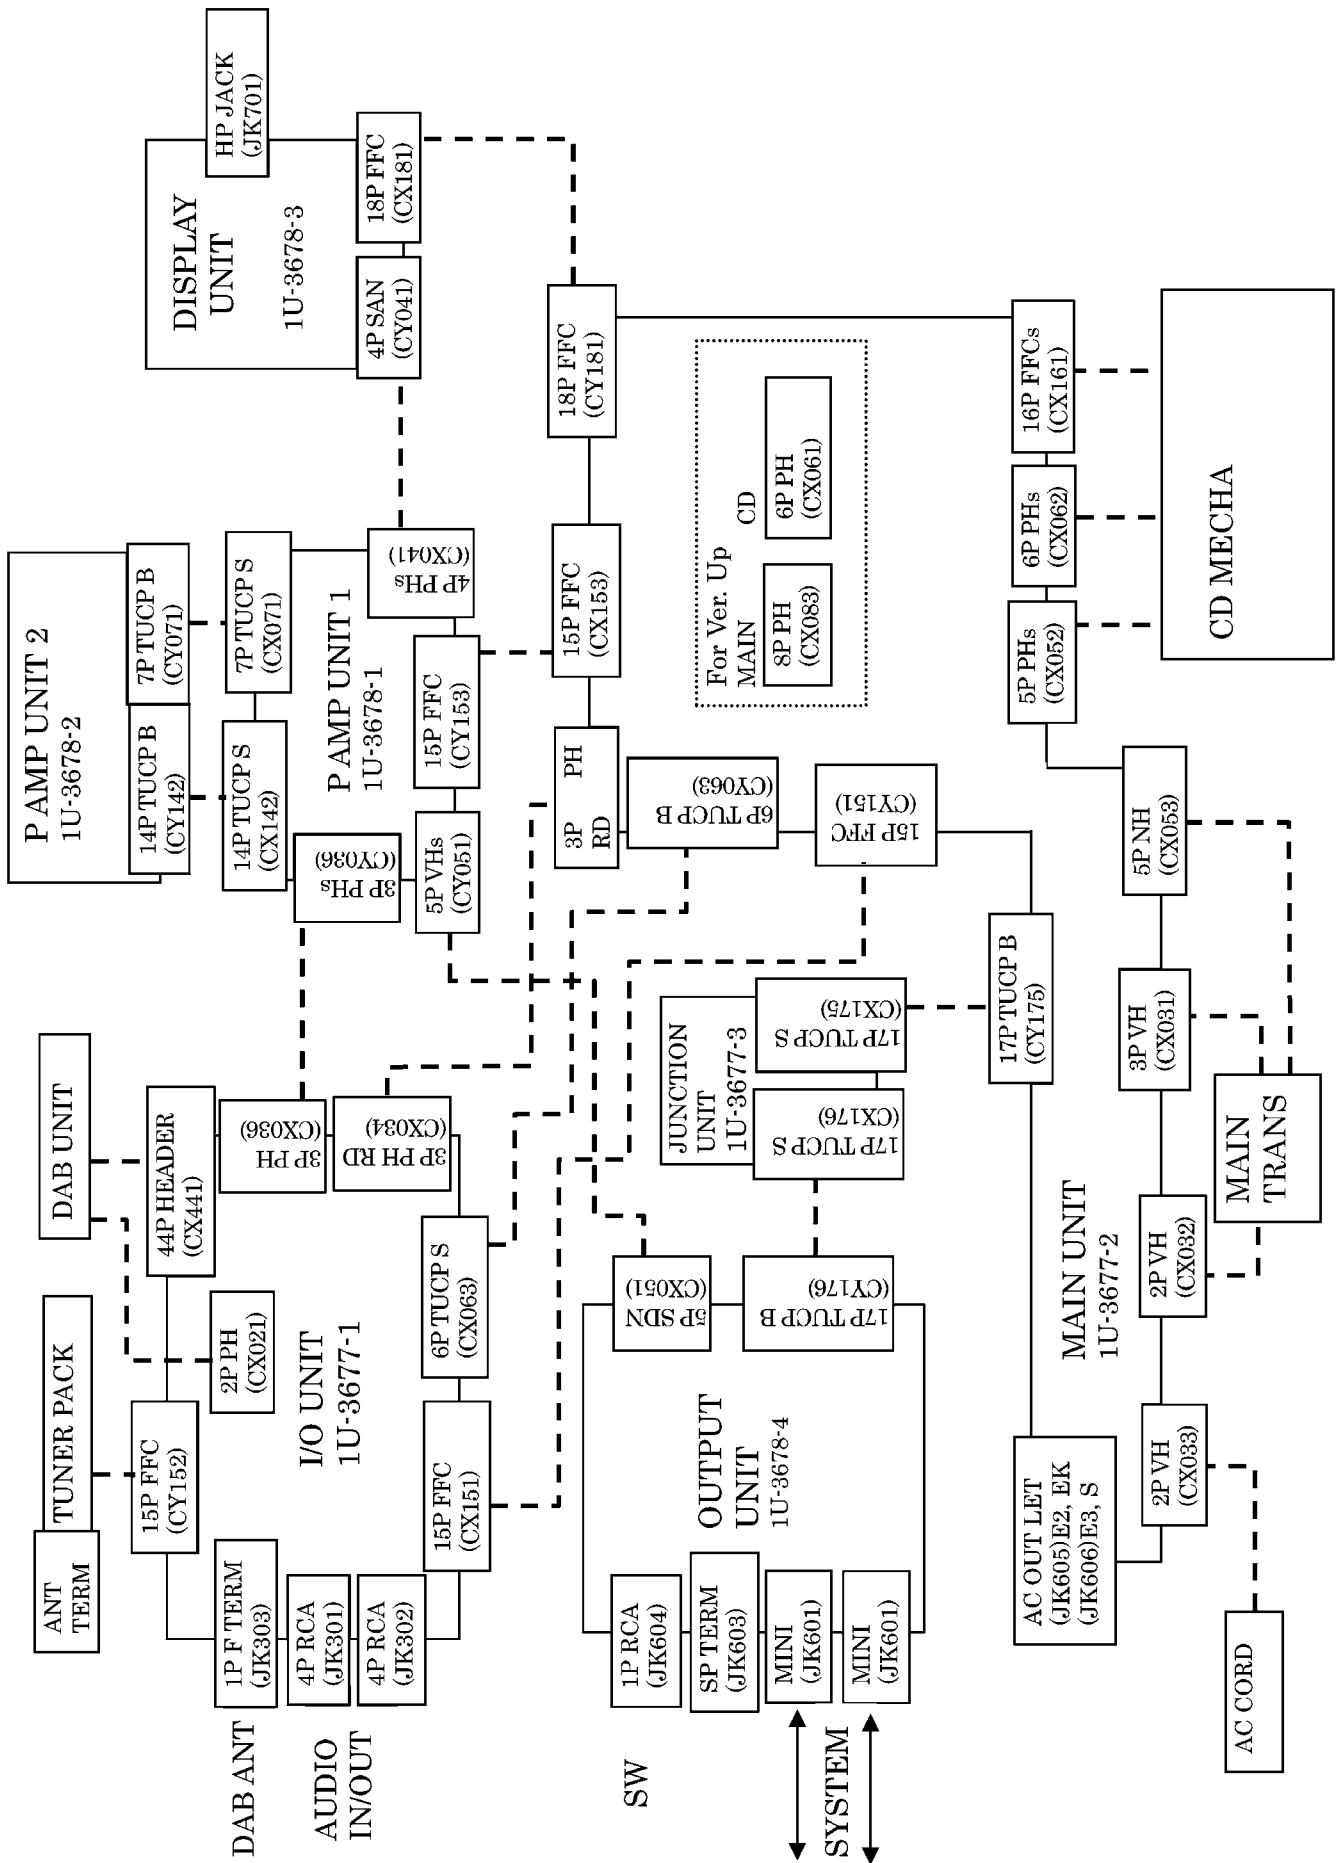 ANT
TERM
TUNER PACK
DAB UNIT
P AMP UNIT 2
1U-3678-2
DISPLAY
UNIT
1U-3678-3
HP JACK
(JK701)
15P FFC
(CY152)
44P HEADER
(CX441)
14P TUCP B
(CY142)
7P TUCP B
(CY071)
14P TUCP S
(CX142)
7P TUCP S
(CX071)
4P SAN
(CY041)
18P FFC
(CX181)
DAB ANT
1P F TERM
(JK303)
2P PH
(CX021)
3P PH
(CX036)
3P PHs
(CY036)
P AMP UNIT 1
1U-3678-1
4P PHs
(CX041)
AUDIO
IN/OUT
4P RCA
(JK301)
4P RCA
(JK302)
I/O UNIT
1U-3677-1
3P PH RD
(CX034)
5P VHs
(CY051)
15P FFC
(CY153)
15P FFC
(CX151)
6P TUCP S
(CX063)
3P PH
RD
15P FFC
(CX153)
18P FFC
(CY181)
SW
1P RCA
(JK604)
SP TERM
(JK603)
MINI
(JK601)
MINI
(JK601)
SYSTEM
OUTPUT
UNIT
1U-3678-4
5P SDN
(CX051)
17P TUCP B
(CY176)
JUNCTION
UNIT
1U-3677-3
17P TUCP S
(CX176)
17P TUCP S
(CX175)
6P TUCP B
(CY063)
15P FFC
(CY151)
For Ver. Up
MAIN
CD
8P PH
(CX083)
6P PH
(CX061)
17P TUCP B
(CY175)
5P PHs
(CX052)
6P PHs
(CX062)
16P FFCs
(CX161)
AC OUT LET
(JK605)E2, EK
(JK606)E3, S
MAIN UNIT
1U-3677-2
2P VH
(CX033)
2P VH
(CX032)
3P VH
(CX031)
5P NH
(CX053)
CD MECHA
AC CORD
MAIN
TRANS